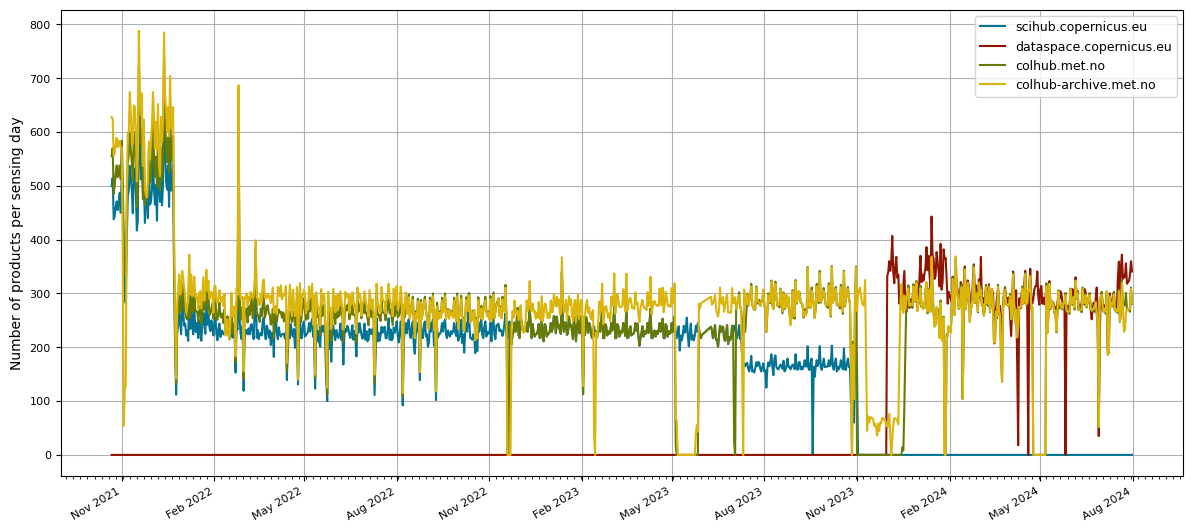 Number of products per sensing day
800
700
600
500
400
300
200
100
0
Nov 2021
Feb 2022
May 2022
Aug 2022
Nov 2022
Feb 2023
May 2023
Aug 2023
Nov 2023
Feb 2024
May 2024
Aug 2024
scihub.copernicus.eu
dataspace.copernicus.eu
colhub.met.no
colhub-archive.met.no